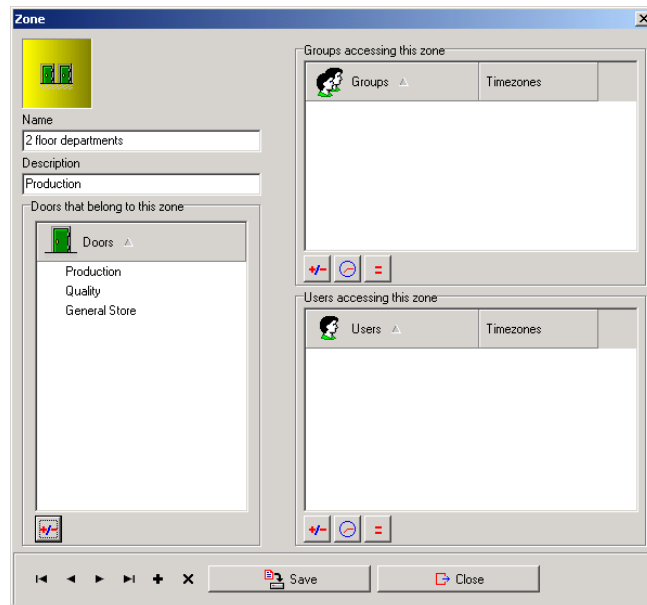 Zone
Name
2 floor departments
Description
Production
Doors that belong to this zone
Doors
Production
Quality
General Store
Groups accessing this zone
Groups Timezones
Users accessing this zone
Users Timezones
Save Close